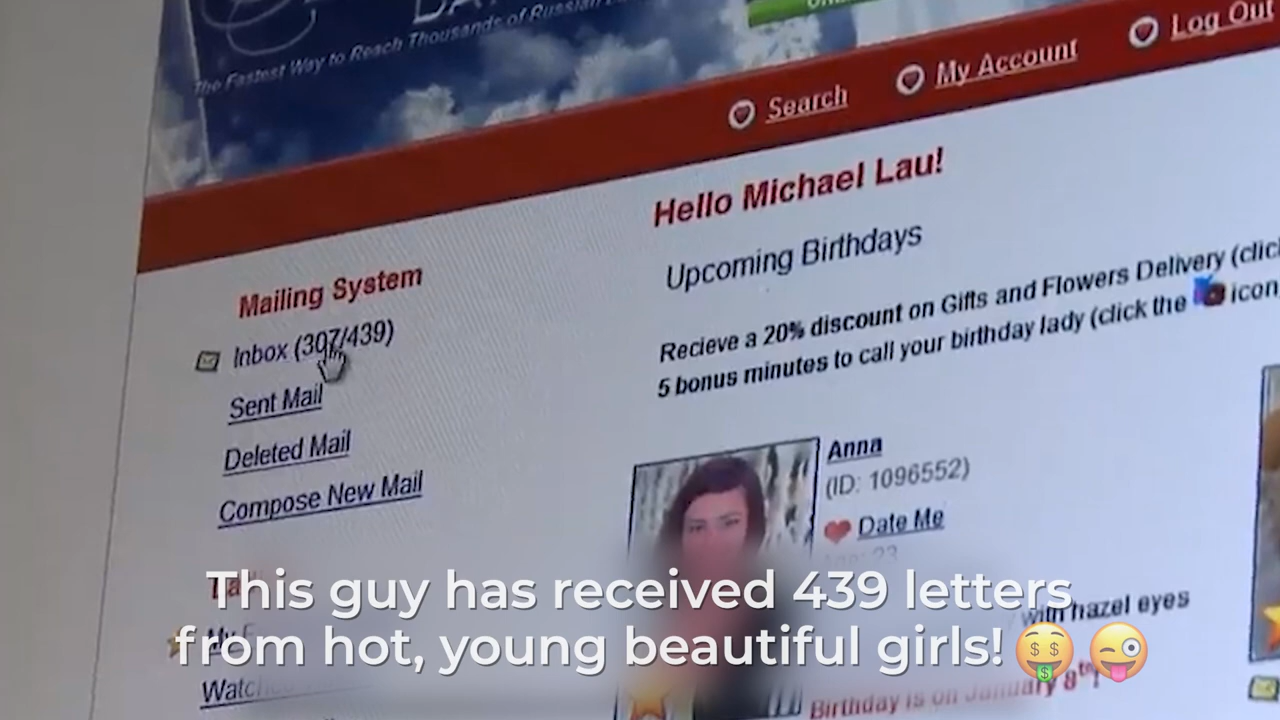 The Fastest Way to Reach Thousands of Russian
Search
My Account
Log Out
Hello Michael Lau!
Upcoming Birthdays
Recieve a 20% discount on Gifts and Flowers Delivery (click
5 bonus minutes to call your birthday lady (click the icon
Mailing System
Inbox (307/439)
Sent Mail
Deleted Mail
Compose New Mail
Anna
(ID: 1096552)
Date Me
with hazel eyes
Birthday is on January 8th!
This guy has received 439 letters
from hot, young beautiful girls!🤑😜